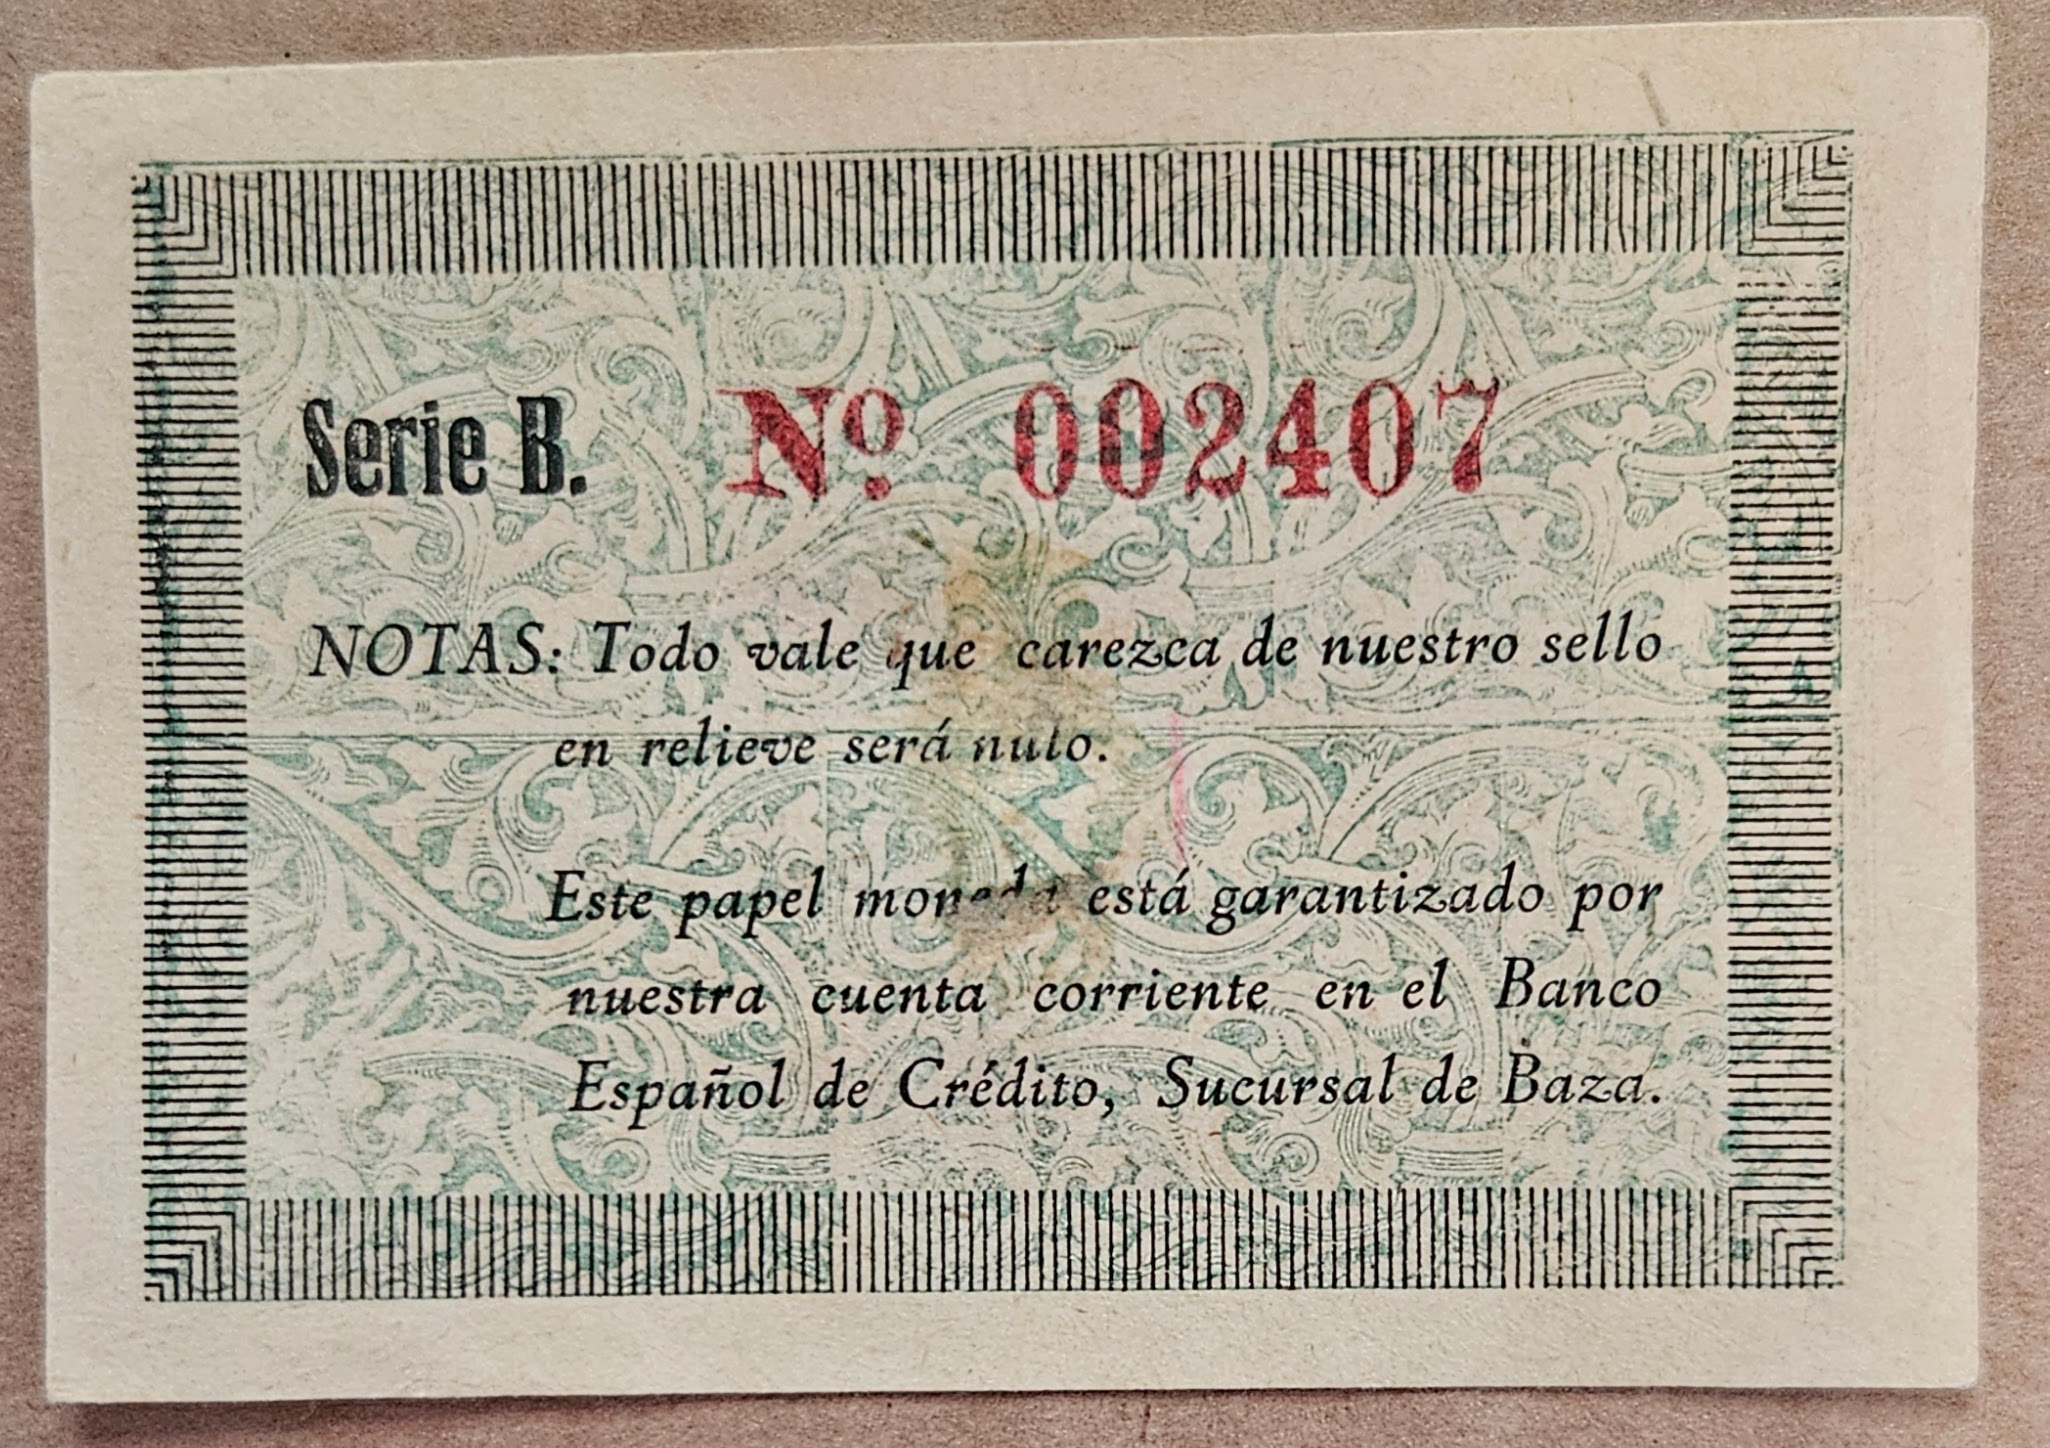 Serie B. Nº. 002407
NOTAS: Todo vale que carezca de nuestro sello
en relieve será nulo.
Este papel moneda está garantizado por
nuestra cuenta corriente en el Banco
Español de Crédito, Sucursal de Baza.